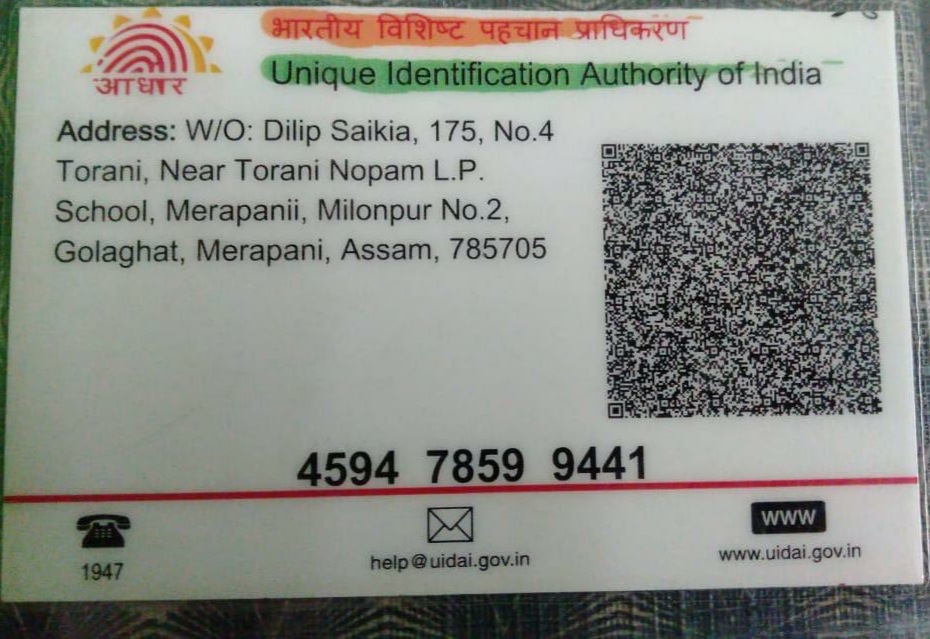 भारतीय विशिष्ट पहचान प्राधिकरण
Unique Identification Authority of India
आधार
Address: W/O: Dilip Saikia, 175, No.4
Torani, Near Torani Nopam L.P.
School, Merapanii, Milonpur No.2,
Golaghat, Merapani, Assam, 785705
4594 7859 9441
1947
help@uidai.gov.in
WWW
www.uidai.gov.in